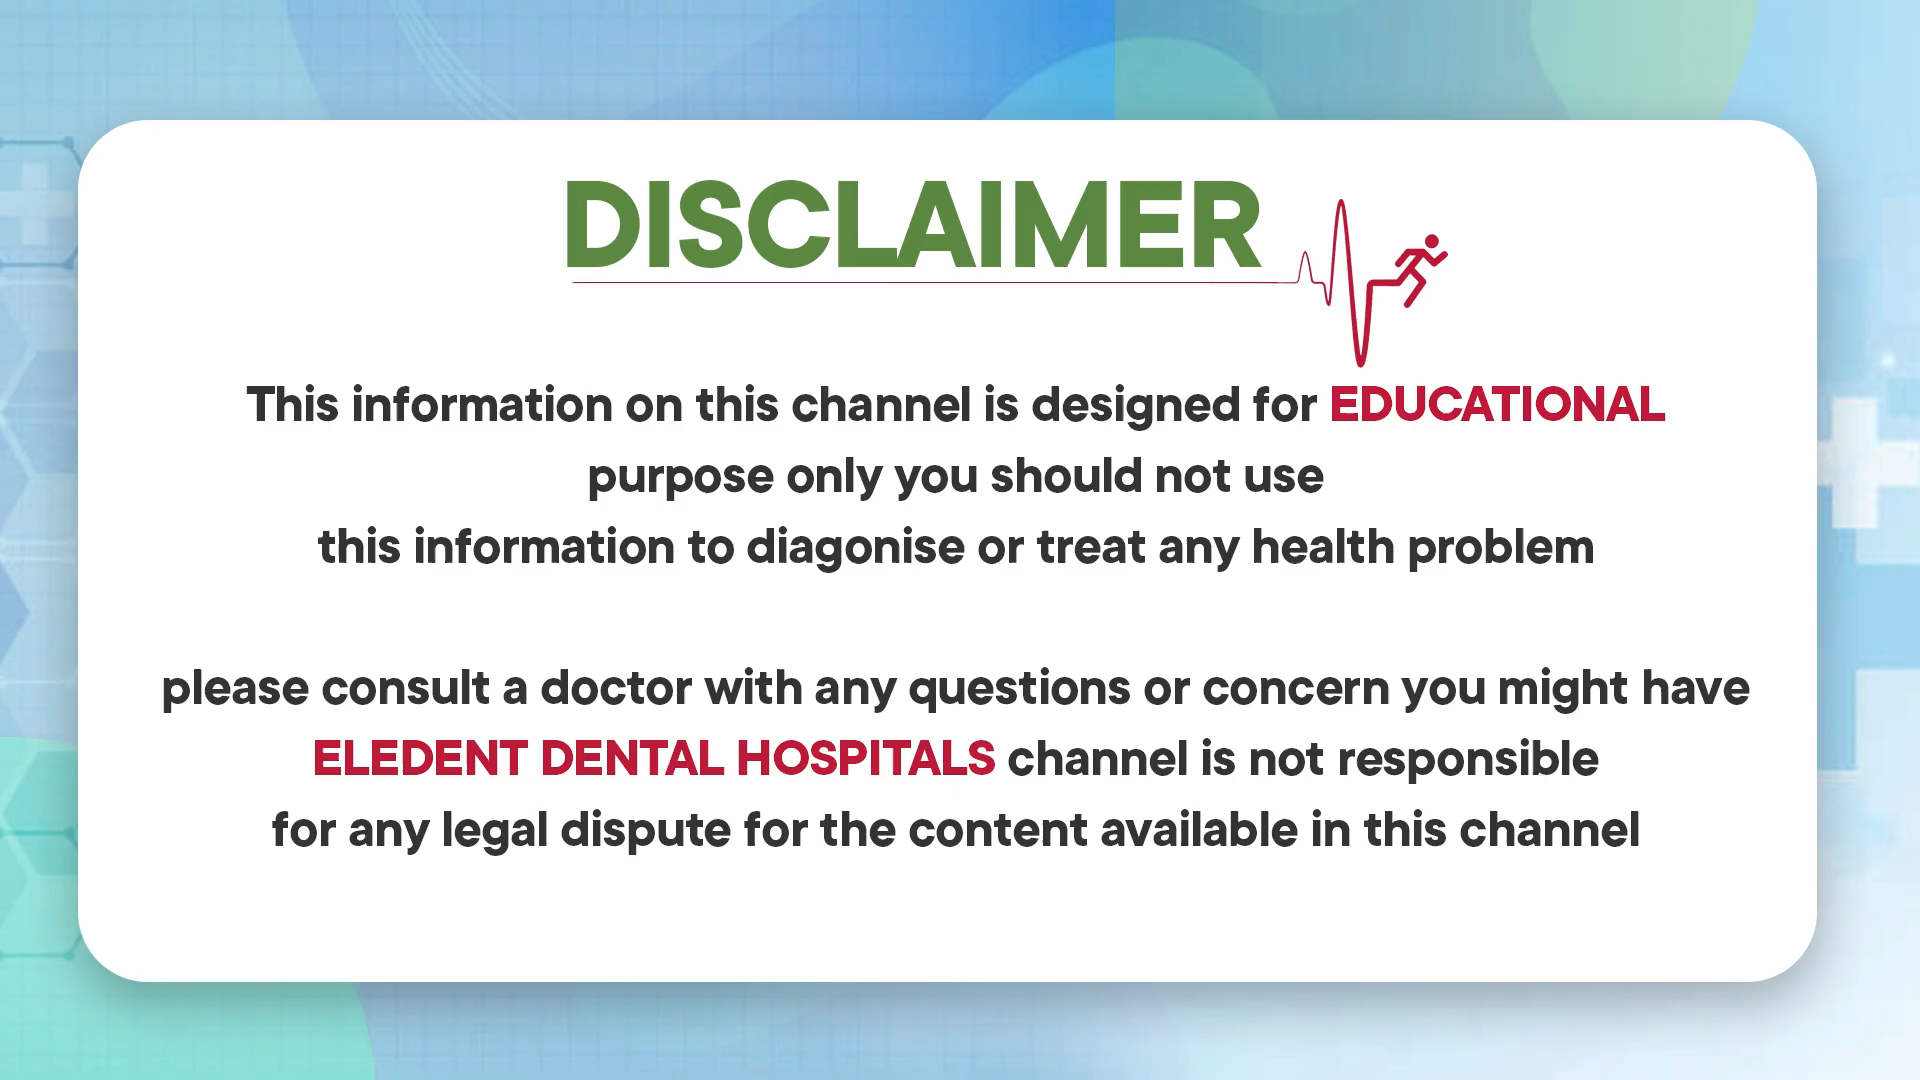 DISCLAIMER
This information on this channel is designed for EDUCATIONAL
purpose only you should not use
this information to diagonise or treat any health problem
please consult a doctor with any questions or concern you might have
ELEDENT DENTAL HOSPITALS channel is not responsible
for any legal dispute for the content available in this channel